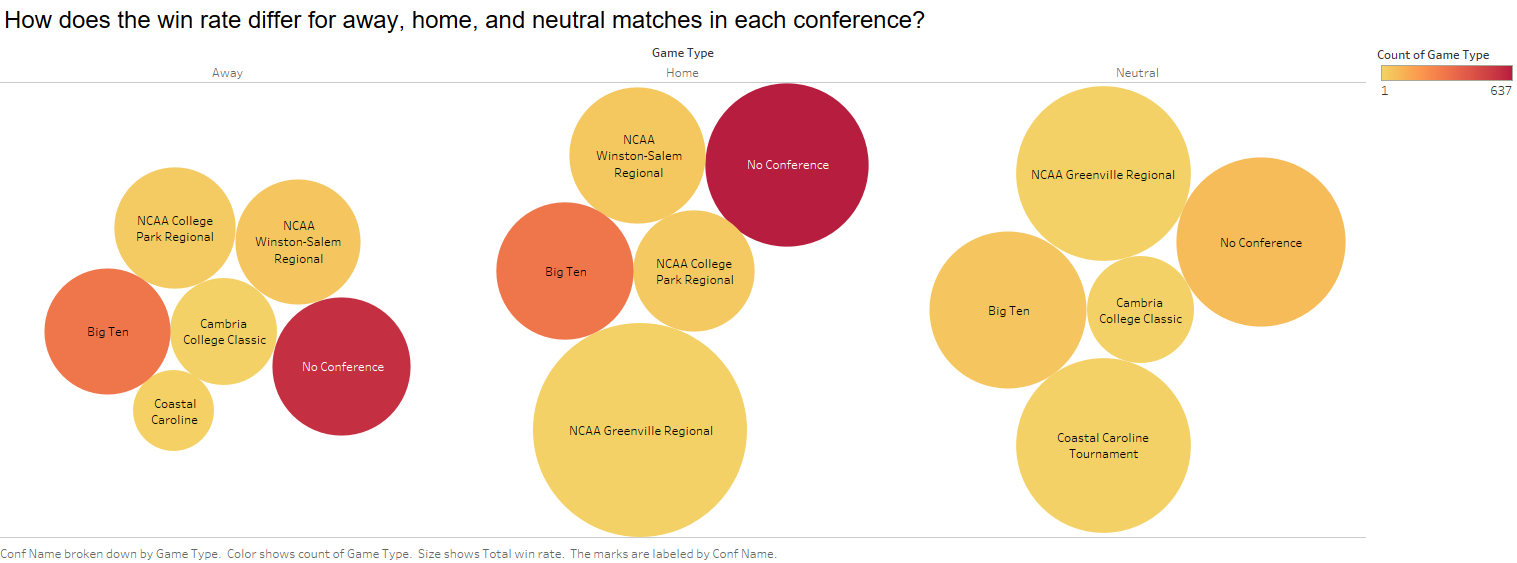 How does the win rate differ for away, home, and neutral matches in each conference?
Game Type
Away
Home
Neutral
Count of Game Type
1
637
NCAA College
Park Regional
NCAA
Winston-Salem
Regional
Big Ten
Cambria
College Classic
No Conference
Coastal
Caroline
NCAA
Winston-Salem
Regional
No Conference
Big Ten
NCAA College
Park Regional
NCAA Greenville Regional
NCAA Greenville Regional
No Conference
Big Ten
Cambria
College Classic
Coastal Caroline
Tournament
Conf Name broken down by Game Type.  Color shows count of Game Type.  Size shows Total win rate.  The marks are labeled by Conf Name.